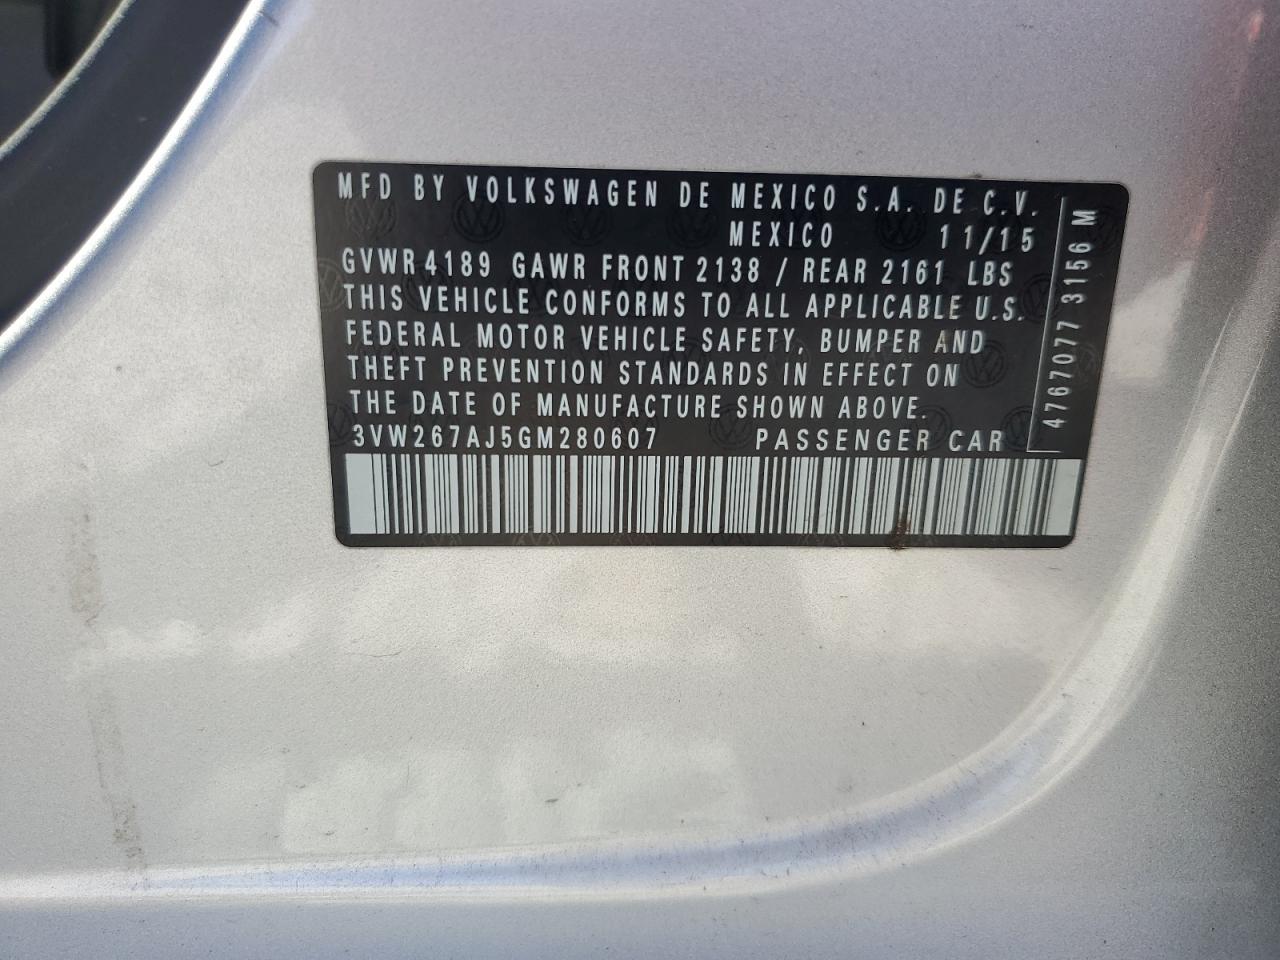 MFD BY VOLKSWAGEN DE MEXICO S.A. DE C.V.
MEXICO 11/15
GVWR 4189 GAWR FRONT 2138 / REAR 2161 LBS
THIS VEHICLE CONFORMS TO ALL APPLICABLE U.S.
FEDERAL MOTOR VEHICLE SAFETY, BUMPER AND
THEFT PREVENTION STANDARDS IN EFFECT ON
THE DATE OF MANUFACTURE SHOWN ABOVE.
3VW267AJ5GM280607 PASSENGER CAR
4767077 3156 M